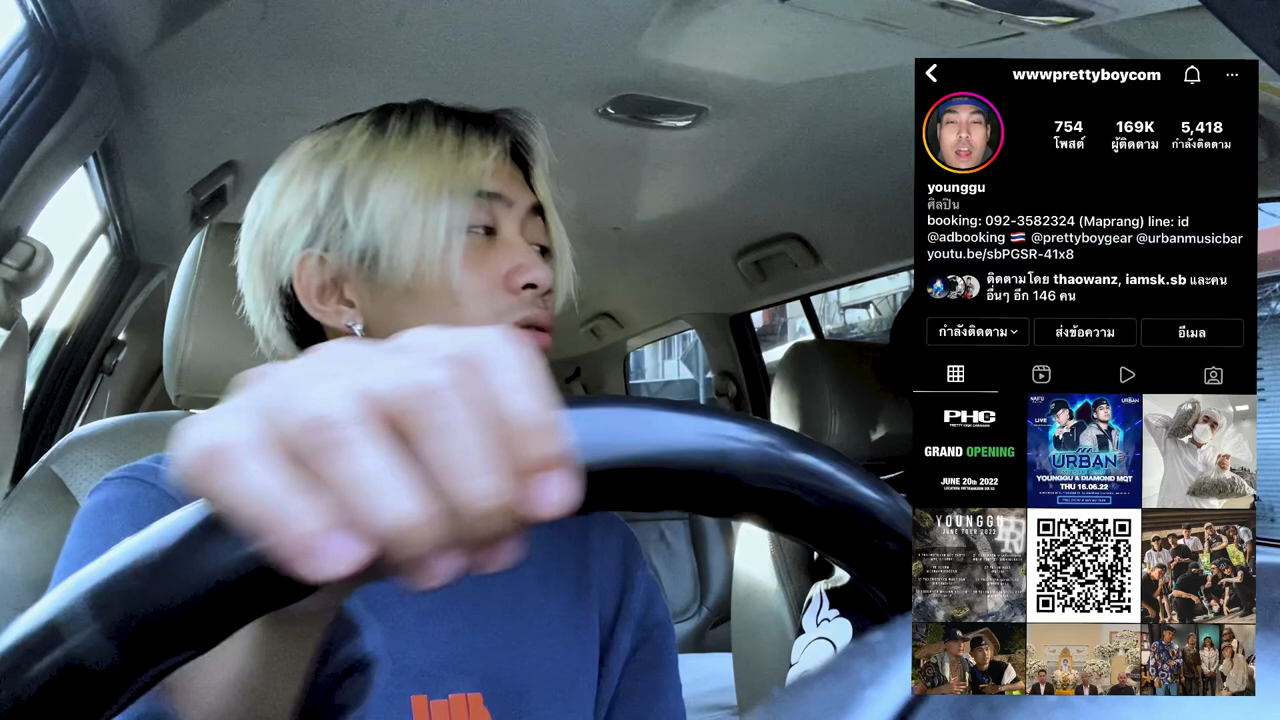 wwwprettyboycom
754
169K
5,418
โพสต์
ผู้ติดตาม
กำลังติดตาม
younggu
ศิลปิน
booking: 092-3582324 (Maprang) line: id
@adbooking 🇹🇭 @prettyboygear @urbanmusicbar
youtu.be/sbPGSR-41x8
ติดตามโดย thaowanz, iamsk.sb และคน
อื่นๆ อีก 146 คน
กำลังติดตาม
ส่งข้อความ
อีเมล
PHC
GRAND OPENING
JUNE 20th 2022
LIVE
URBAN
URBAN
YOUNGGU & DIAMOND MQT
THU 16.06.22
YOUNGGU
JUNE TOUR 2022